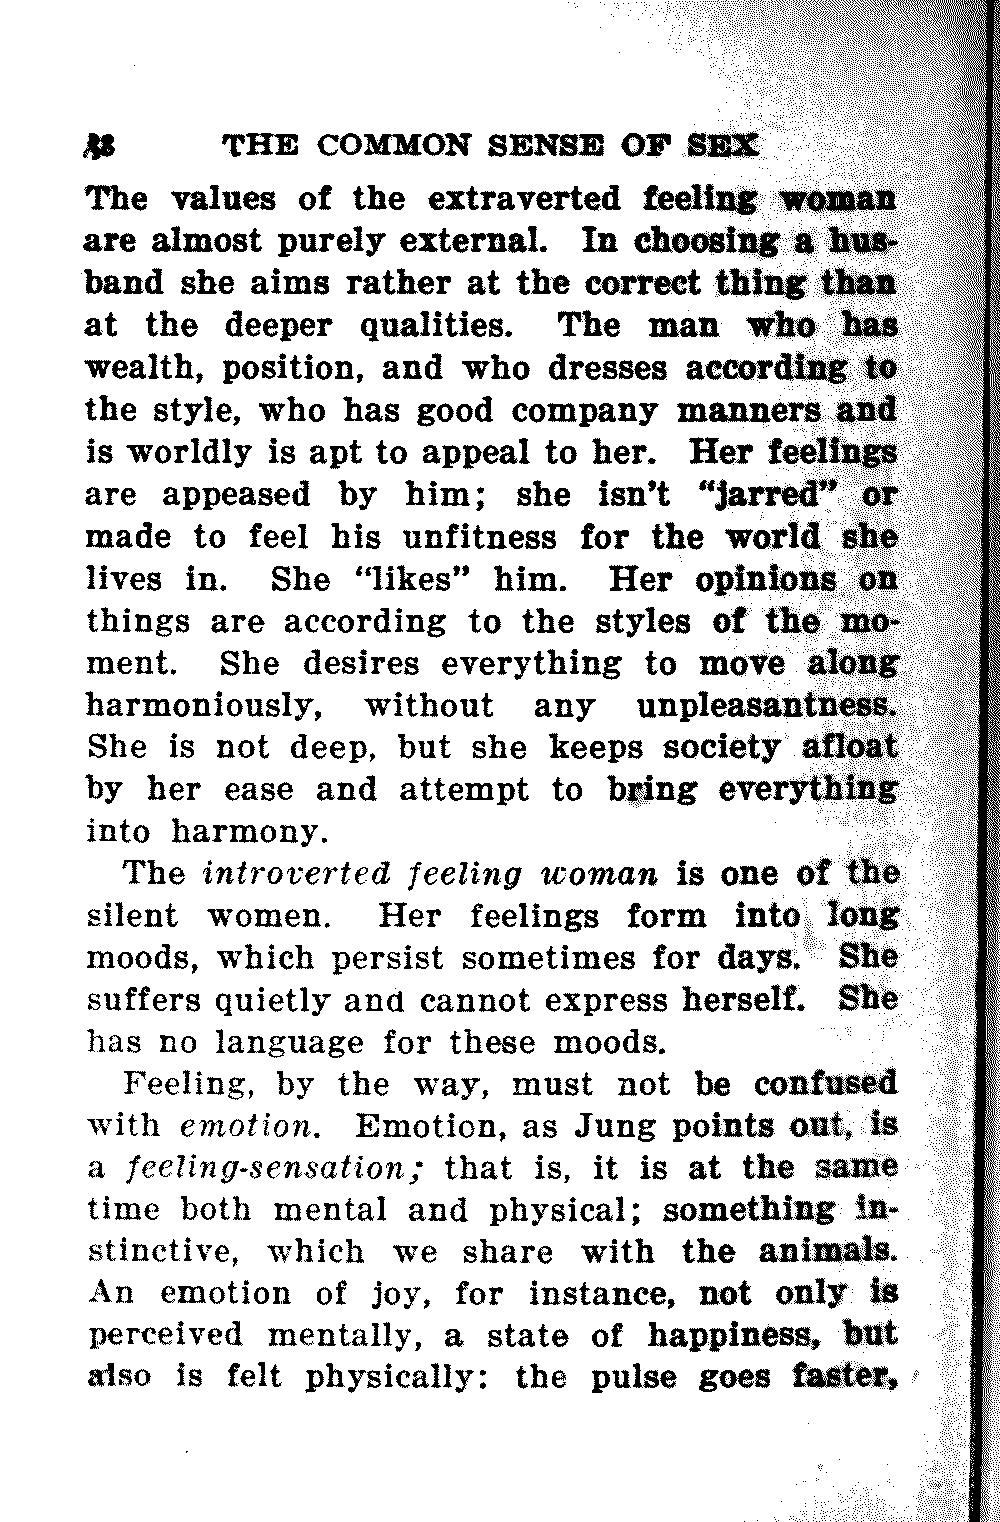 THE COMMON SENSE OF SEX
The values of the extraverted feeling woman
are almost purely external. In choosing a hus-
band she aims rather at the correct thing than
at the deeper qualities. The man who has
wealth, position, and who dresses according to
the style, who has good company manners and
is worldly is apt to appeal to her. Her feelings
are appeased by him; she isn't "jarred" or
made to feel his unfitness for the world she
lives in. She "likes" him. Her opinions on
things are according to the styles of the mo-
ment. She desires everything to move along
harmoniously, without any unpleasantness.
She is not deep, but she keeps society afloat
by her ease and attempt to bring everything
into harmony.
The introverted feeling woman is one of the
silent women. Her feelings form into long
moods, which persist sometimes for days. She
suffers quietly and cannot express herself. She
has no language for these moods.
Feeling, by the way, must not be confused
with emotion. Emotion, as Jung points out, is
a feeling-sensation; that is, it is at the same
time both mental and physical; something in-
stinctive, which we share with the animals.
An emotion of joy, for instance, not only is
perceived mentally, a state of happiness, but
also is felt physically: the pulse goes faster,